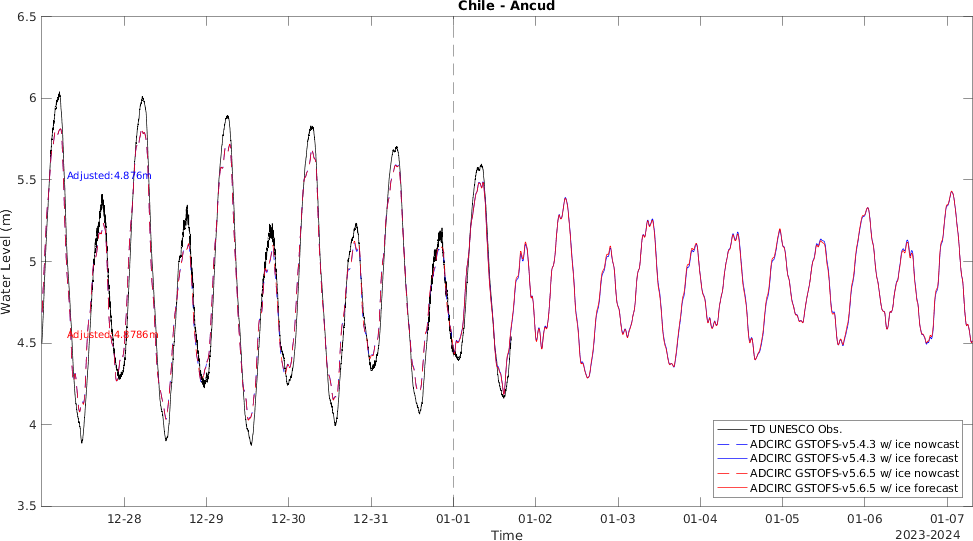 Chile - Ancud
6.5
6
5.5
5
4.5
4
3.5
Water Level (m)
Adjusted:4.876m
Adjusted:4.8786m
TD UNESCO Obs.
ADCIRC GSTOFS-v5.4.3 w/ ice nowcast
ADCIRC GSTOFS-v5.4.3 w/ ice forecast
ADCIRC GSTOFS-v5.6.5 w/ ice nowcast
ADCIRC GSTOFS-v5.6.5 w/ ice forecast
12-28 12-29 12-30 12-31 01-01 01-02 01-03 01-04 01-05 01-06 01-07
Time
2023-2024